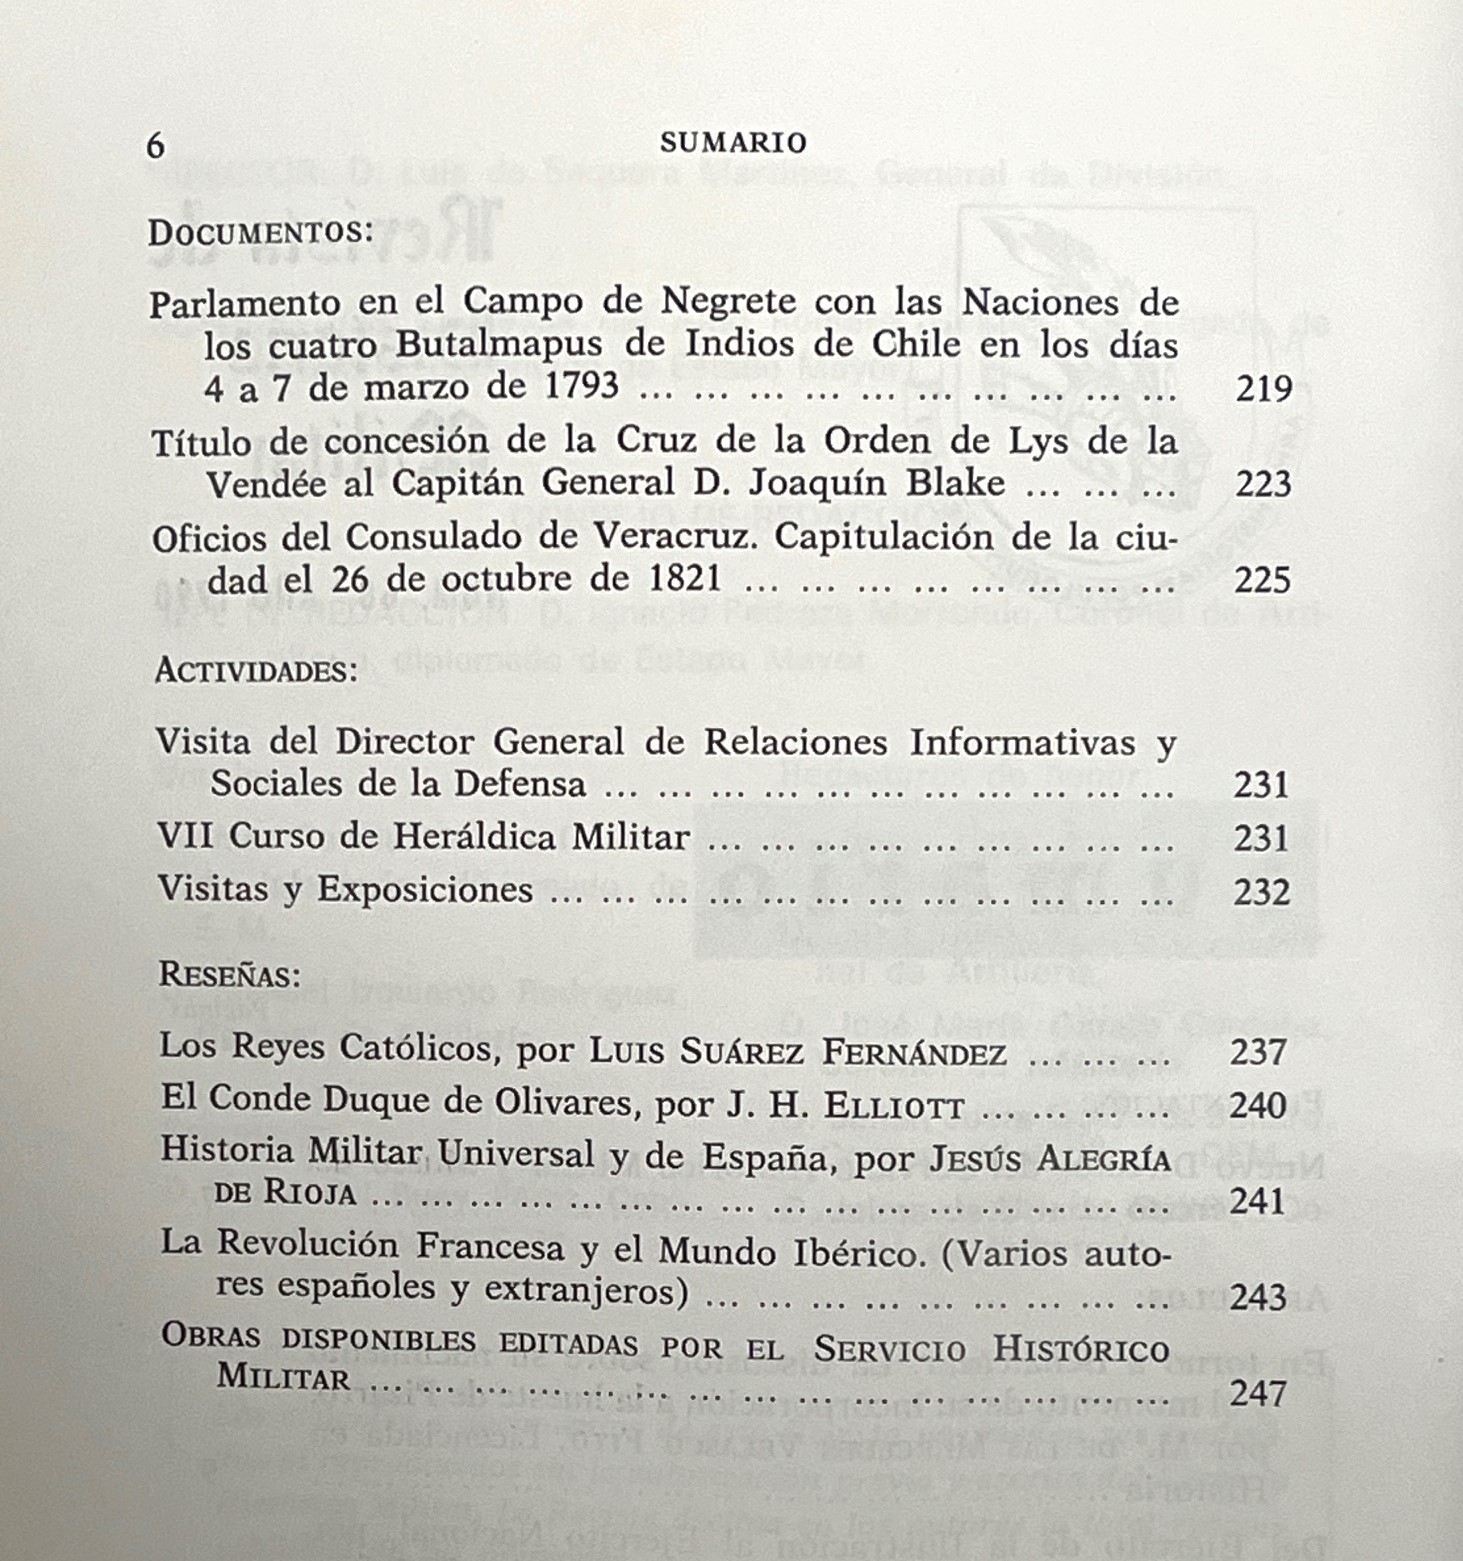 6 SUMARIO
DOCUMENTOS:
Parlamento en el Campo de Negrete con las Naciones de
los cuatro Butalmapus de Indios de Chile en los días
4 a 7 de marzo de 1793 ... ... ... ... ... ... ... ... ... ... 219
Título de concesión de la Cruz de la Orden de Lys de la
Vendée al Capitán General D. Joaquín Blake ... ... ... 223
Oficios del Consulado de Veracruz. Capitulación de la ciu-
dad el 26 de octubre de 1821 ... ... ... ... ... ... ... ... 225
ACTIVIDADES:
Visita del Director General de Relaciones Informativas y
Sociales de la Defensa ... ... ... ... ... ... ... ... ... ... ... 231
VII Curso de Heráldica Militar ... ... ... ... ... ... ... ... ... 231
Visitas y Exposiciones ... ... ... ... ... ... ... ... ... ... ... ... 232
RESEÑAS:
Los Reyes Católicos, por LUIS SUÁREZ FERNÁNDEZ ... ... ... 237
El Conde Duque de Olivares, por J. H. ELLIOTT ... ... ... ... 240
Historia Militar Universal y de España, por JESÚS ALEGRÍA
DE RIOJA ... ... ... ... ... ... ... ... ... ... ... ... ... ... ... ... 241
La Revolución Francesa y el Mundo Ibérico. (Varios auto-
res españoles y extranjeros) ... ... ... ... ... ... ... ... ... 243
OBRAS DISPONIBLES EDITADAS POR EL SERVICIO HISTÓRICO
MILITAR ... ... ... ... ... ... ... ... ... ... ... ... ... ... ... 247